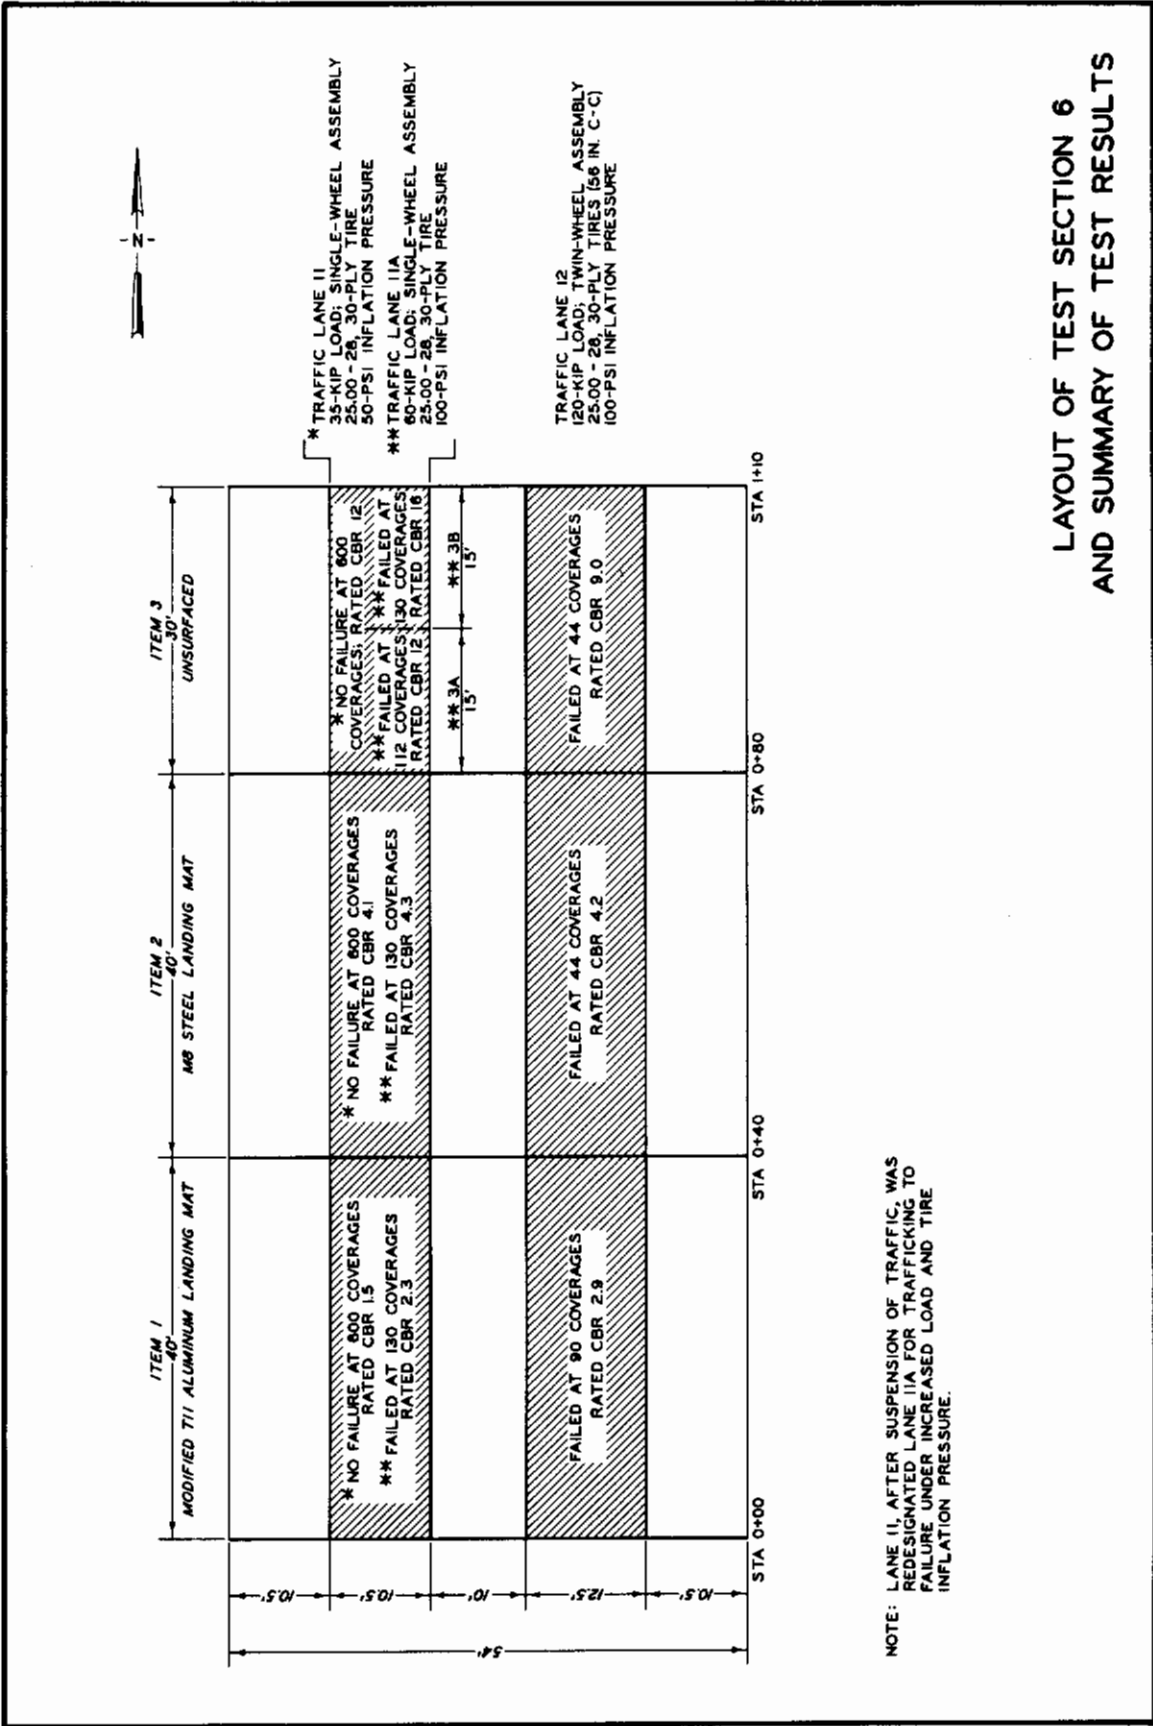 - N -
ITEM 1
40'
MODIFIED T11 ALUMINUM LANDING MAT
ITEM 2
40'
M8 STEEL LANDING MAT
ITEM 3
30'
UNSURFACED
* NO FAILURE AT 600 COVERAGES
RATED CBR 1.5
** FAILED AT 130 COVERAGES
RATED CBR 2.3
* NO FAILURE AT 600 COVERAGES
RATED CBR 4.1
** FAILED AT 130 COVERAGES
RATED CBR 4.3
* NO FAILURE AT 600
COVERAGES; RATED CBR 12
** FAILED AT
112 COVERAGES
RATED CBR 12
** FAILED AT
130 COVERAGES
RATED CBR 16
** 3A
15'
** 3B
15'
* TRAFFIC LANE 11
35-KIP LOAD; SINGLE-WHEEL ASSEMBLY
25.00 - 28, 30-PLY TIRE
50-PSI INFLATION PRESSURE
** TRAFFIC LANE 11A
60-KIP LOAD; SINGLE-WHEEL ASSEMBLY
25.00 - 28, 30-PLY TIRE
100-PSI INFLATION PRESSURE
FAILED AT 90 COVERAGES
RATED CBR 2.9
FAILED AT 44 COVERAGES
RATED CBR 4.2
FAILED AT 44 COVERAGES
RATED CBR 9.0
TRAFFIC LANE 12
120-KIP LOAD; TWIN-WHEEL ASSEMBLY
25.00 - 28, 30-PLY TIRES (56 IN. C-C)
100-PSI INFLATION PRESSURE
54'
10.5'
10.5'
10'
12.5'
10.5'
STA 0+00
STA 0+40
STA 0+80
STA 1+10
NOTE: LANE 11, AFTER SUSPENSION OF TRAFFIC, WAS
REDESIGNATED LANE 11A FOR TRAFFICKING TO
FAILURE UNDER INCREASED LOAD AND TIRE
INFLATION PRESSURE.
LAYOUT OF TEST SECTION 6
AND SUMMARY OF TEST RESULTS